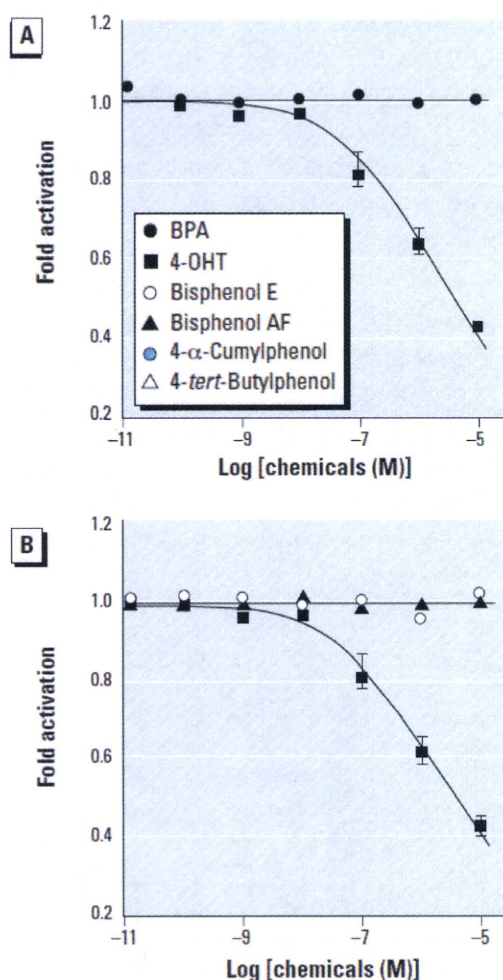 A
1.2
1.0
0.8
0.6
0.4
0.2
Fold activation
BPA
4-OHT
Bisphenol E
Bisphenol AF
4-α-Cumylphenol
4-tert-Butylphenol
−11
−9
−7
−5
Log [chemicals (M)]
B
1.2
1.0
0.8
0.6
0.4
0.2
Fold activation
−11
−9
−7
−5
Log [chemicals (M)]